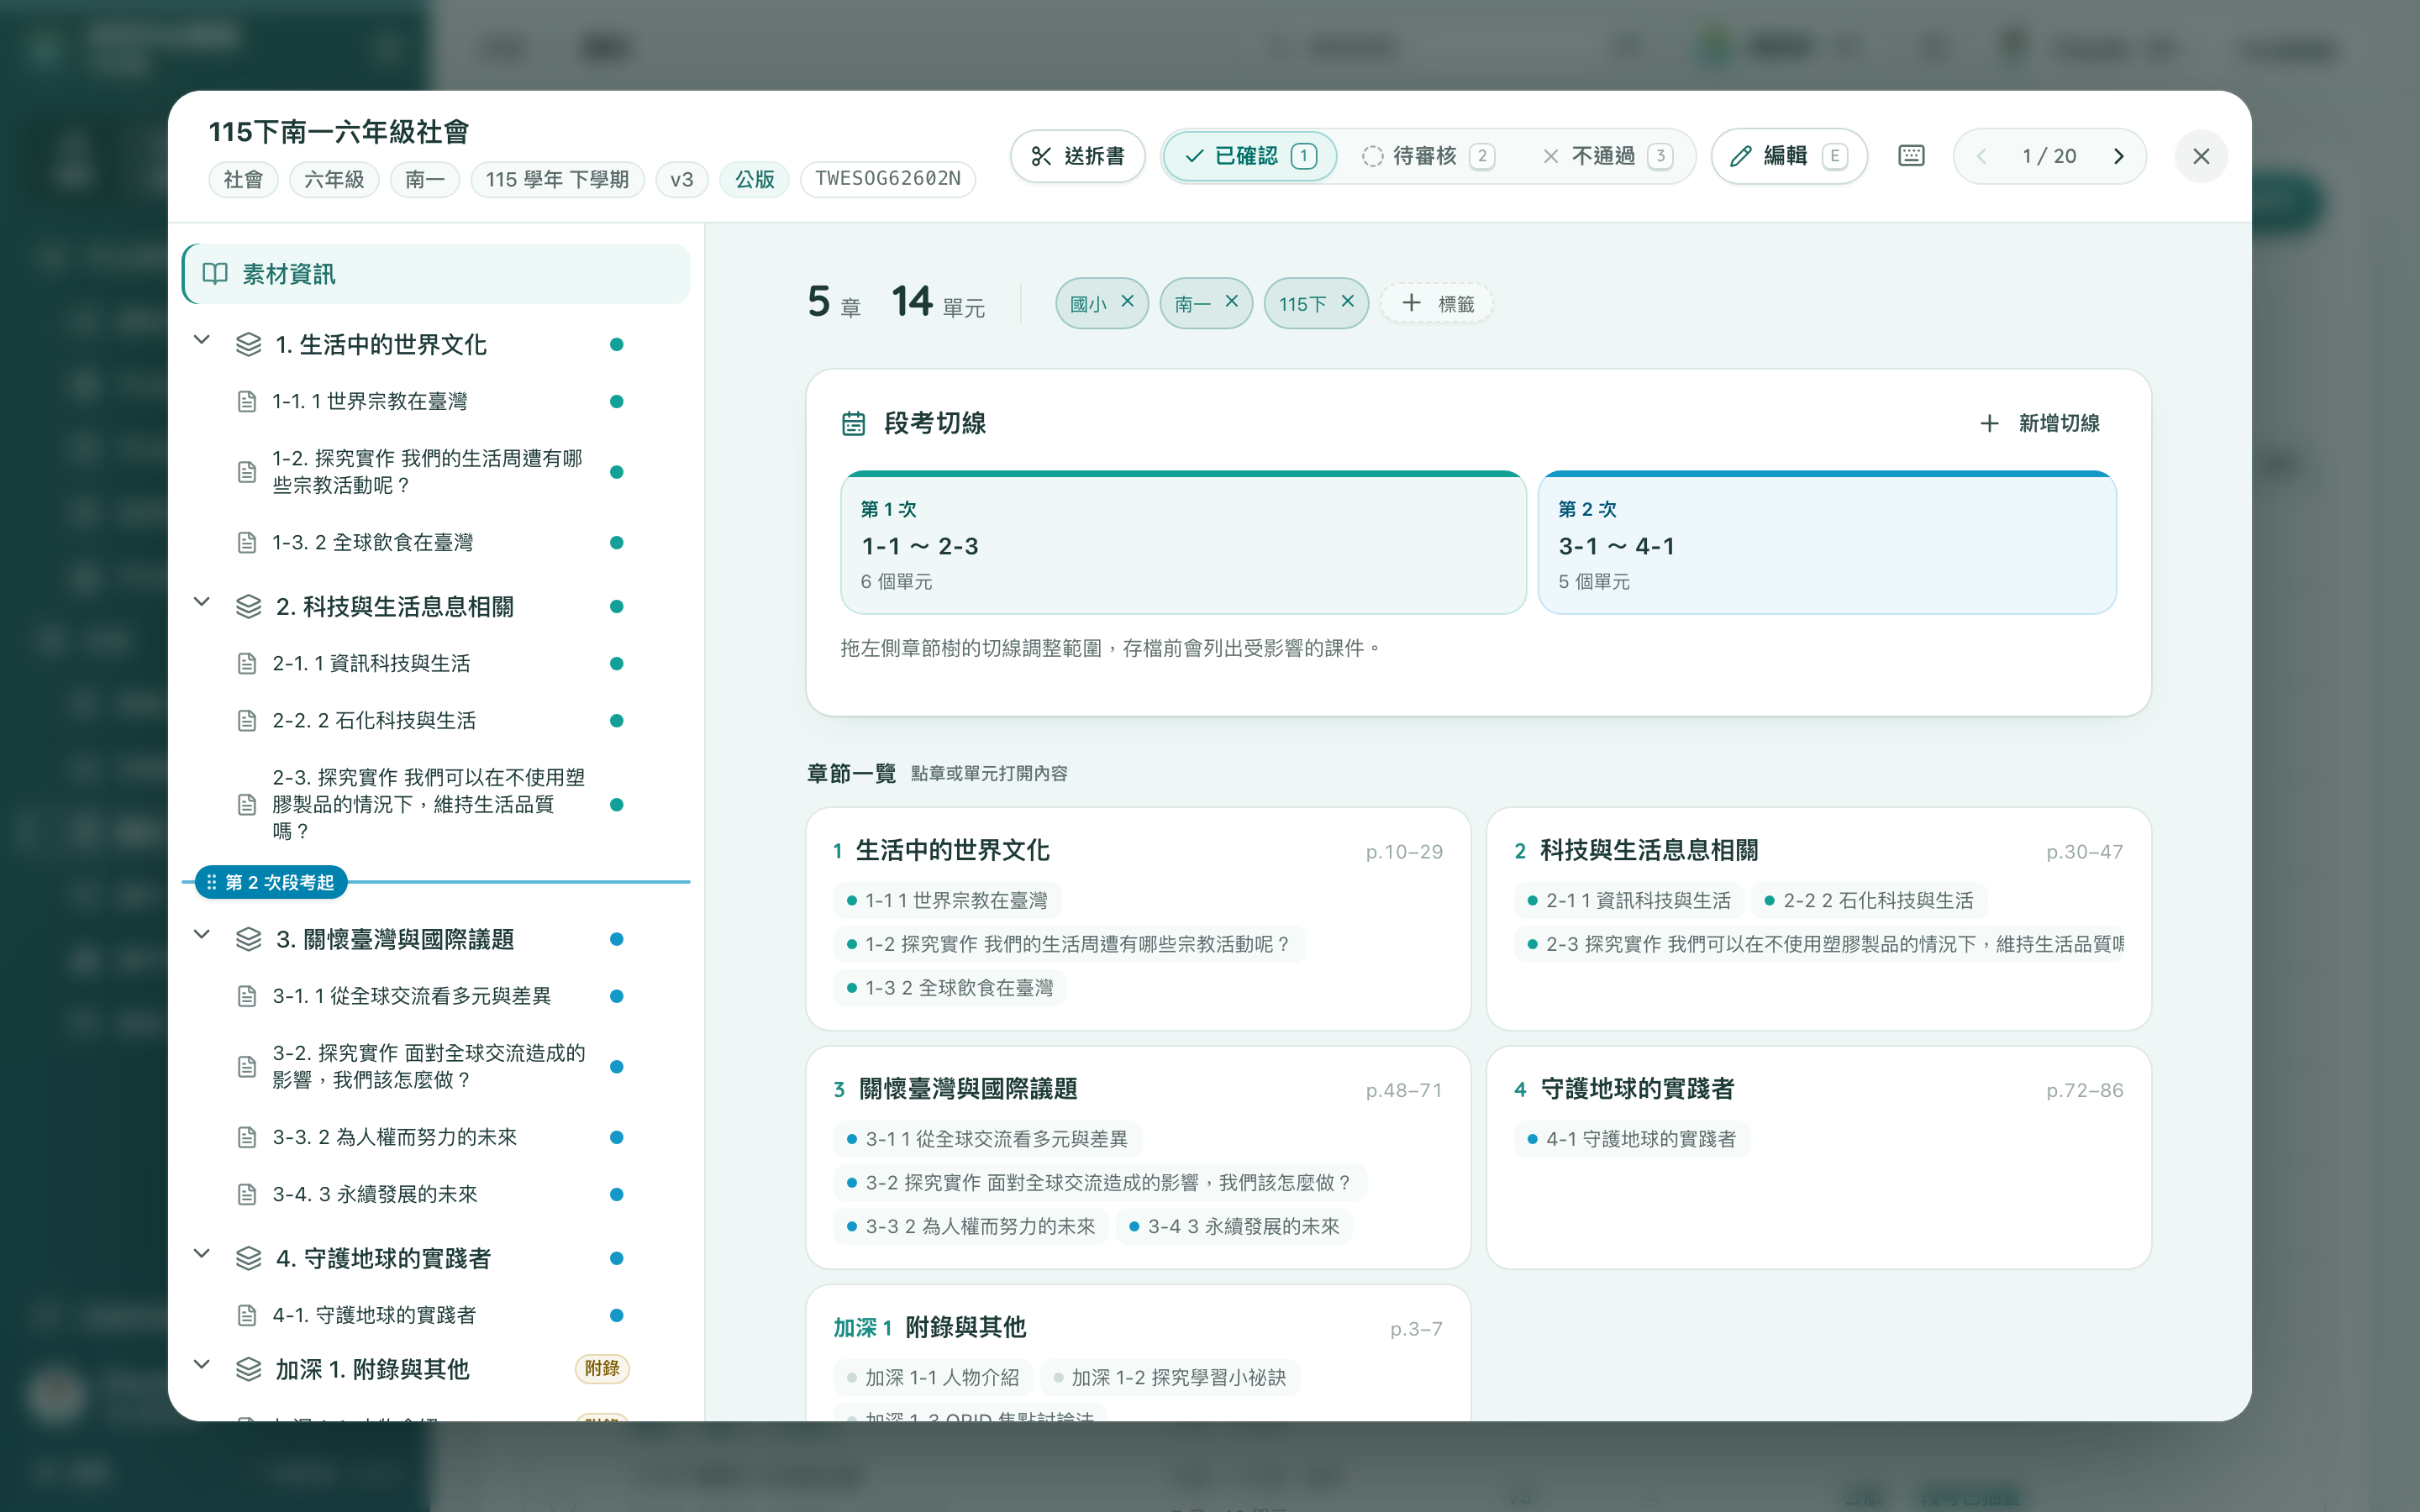 115下南一六年級社會
社會 六年級 南一 115 學年 下學期 v3 公版 TWESOG62602N
送拆書 已確認 1 待審核 2 不通過 3 編輯 E 1 / 20
素材資訊
1. 生活中的世界文化
1-1. 1 世界宗教在臺灣
1-2. 探究實作 我們的生活周遭有哪
些宗教活動呢？
1-3. 2 全球飲食在臺灣
2. 科技與生活息息相關
2-1. 1 資訊科技與生活
2-2. 2 石化科技與生活
2-3. 探究實作 我們可以在不使用塑
膠製品的情況下，維持生活品質
嗎？
第 2 次段考起
3. 關懷臺灣與國際議題
3-1. 1 從全球交流看多元與差異
3-2. 探究實作 面對全球交流造成的
影響，我們該怎麼做？
3-3. 2 為人權而努力的未來
3-4. 3 永續發展的未來
4. 守護地球的實踐者
4-1. 守護地球的實踐者
加深 1. 附錄與其他 附錄
5 章 14 單元 國小 南一 115下 標籤
段考切線 新增切線
第 1 次
1-1 ～ 2-3
6 個單元
第 2 次
3-1 ～ 4-1
5 個單元
拖左側章節樹的切線調整範圍，存檔前會列出受影響的課件。
章節一覽 點章或單元打開內容
1 生活中的世界文化 p.10–29
1-1 1 世界宗教在臺灣
1-2 探究實作 我們的生活周遭有哪些宗教活動呢？
1-3 2 全球飲食在臺灣
2 科技與生活息息相關 p.30–47
2-1 1 資訊科技與生活 2-2 2 石化科技與生活
2-3 探究實作 我們可以在不使用塑膠製品的情況下，維持生活品質嗎
3 關懷臺灣與國際議題 p.48–71
3-1 1 從全球交流看多元與差異
3-2 探究實作 面對全球交流造成的影響，我們該怎麼做？
3-3 2 為人權而努力的未來 3-4 3 永續發展的未來
4 守護地球的實踐者 p.72–86
4-1 守護地球的實踐者
加深 1 附錄與其他 p.3–7
加深 1-1 人物介紹 加深 1-2 探究學習小祕訣
加深 1-3 ORID 焦點討論法